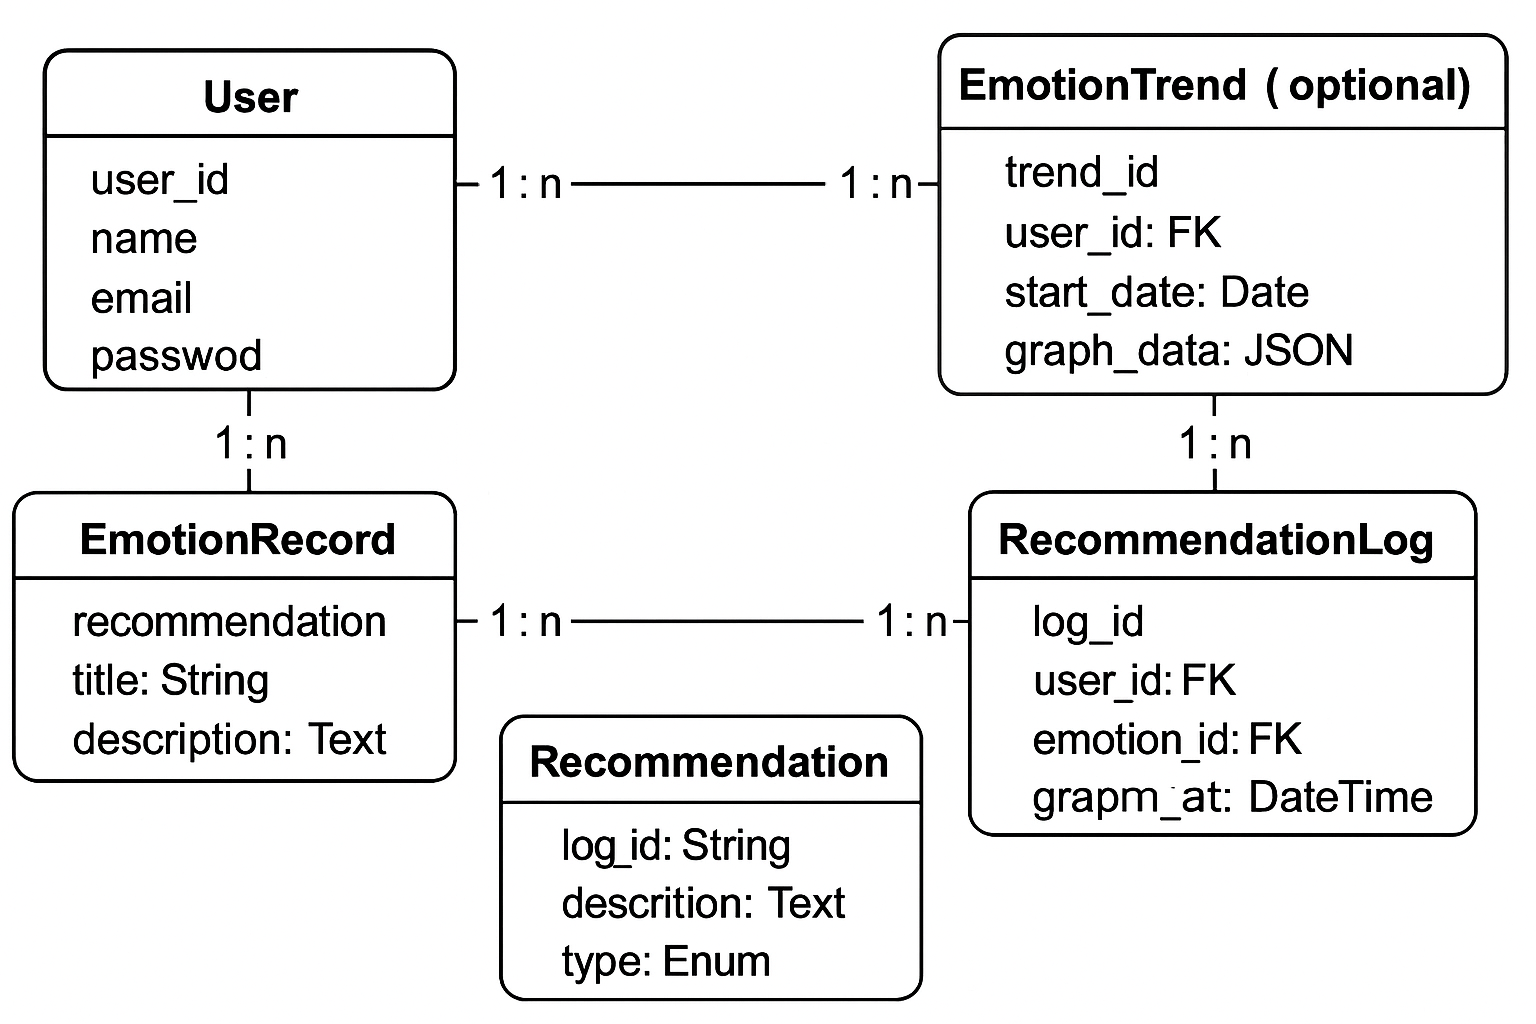 User
user_id
name
email
passwod
1 : n
1 : n
EmotionTrend ( optional)
trend_id
user_id: FK
start_date: Date
graph_data: JSON
1 : n
1 : n
EmotionRecord
recommendation
title: String
description: Text
1 : n
1 : n
RecommendationLog
log_id
user_id: FK
emotion_id: FK
grapm_at: DateTime
Recommendation
log_id: String
descrition: Text
type: Enum